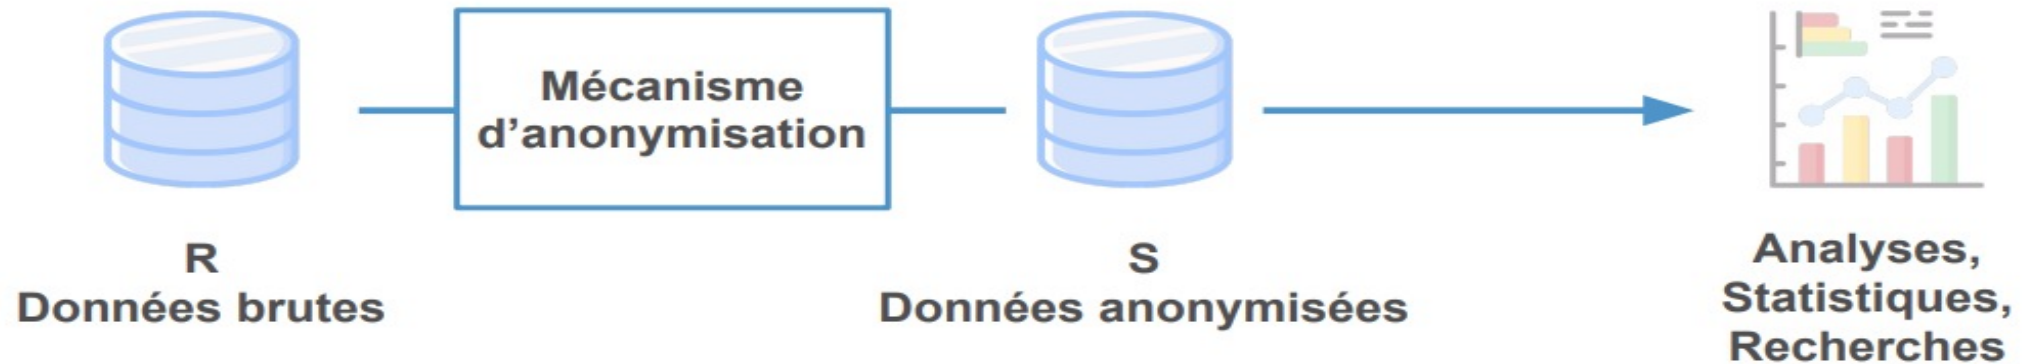 Mécanisme
d’anonymisation
R
Données brutes
S
Données anonymisées
Analyses,
Statistiques,
Recherches